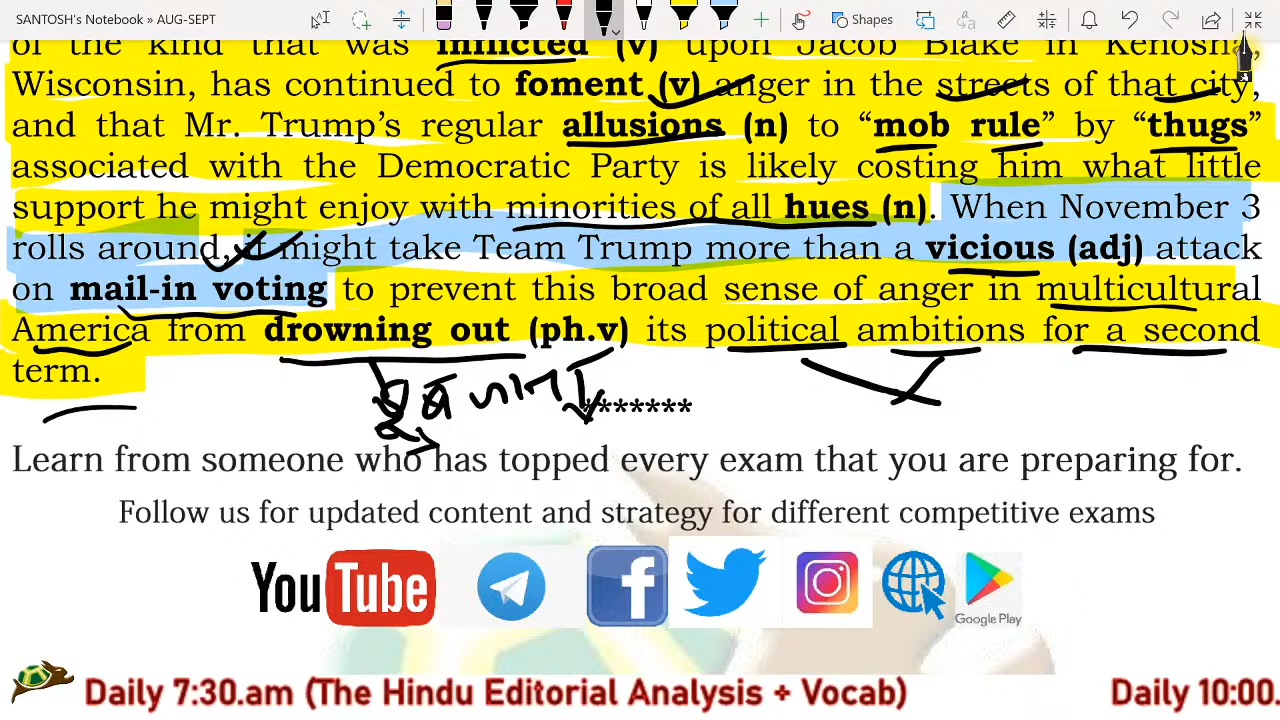 SANTOSH's Notebook » AUG-SEPT
Shapes
of the kind that was inflicted (v) upon Jacob Blake in Kenosha,
Wisconsin, has continued to foment (v) anger in the streets of that city,
and that Mr. Trump's regular allusions (n) to “mob rule” by “thugs”
associated with the Democratic Party is likely costing him what little
support he might enjoy with minorities of all hues (n). When November 3
rolls around, it might take Team Trump more than a vicious (adj) attack
on mail-in voting to prevent this broad sense of anger in multicultural
America from drowning out (ph.v) its political ambitions for a second
term.
*******
Learn from someone who has topped every exam that you are preparing for.
Follow us for updated content and strategy for different competitive exams
YouTube
Google Play
Daily 7:30.am (The Hindu Editorial Analysis + Vocab) Daily 10:00.